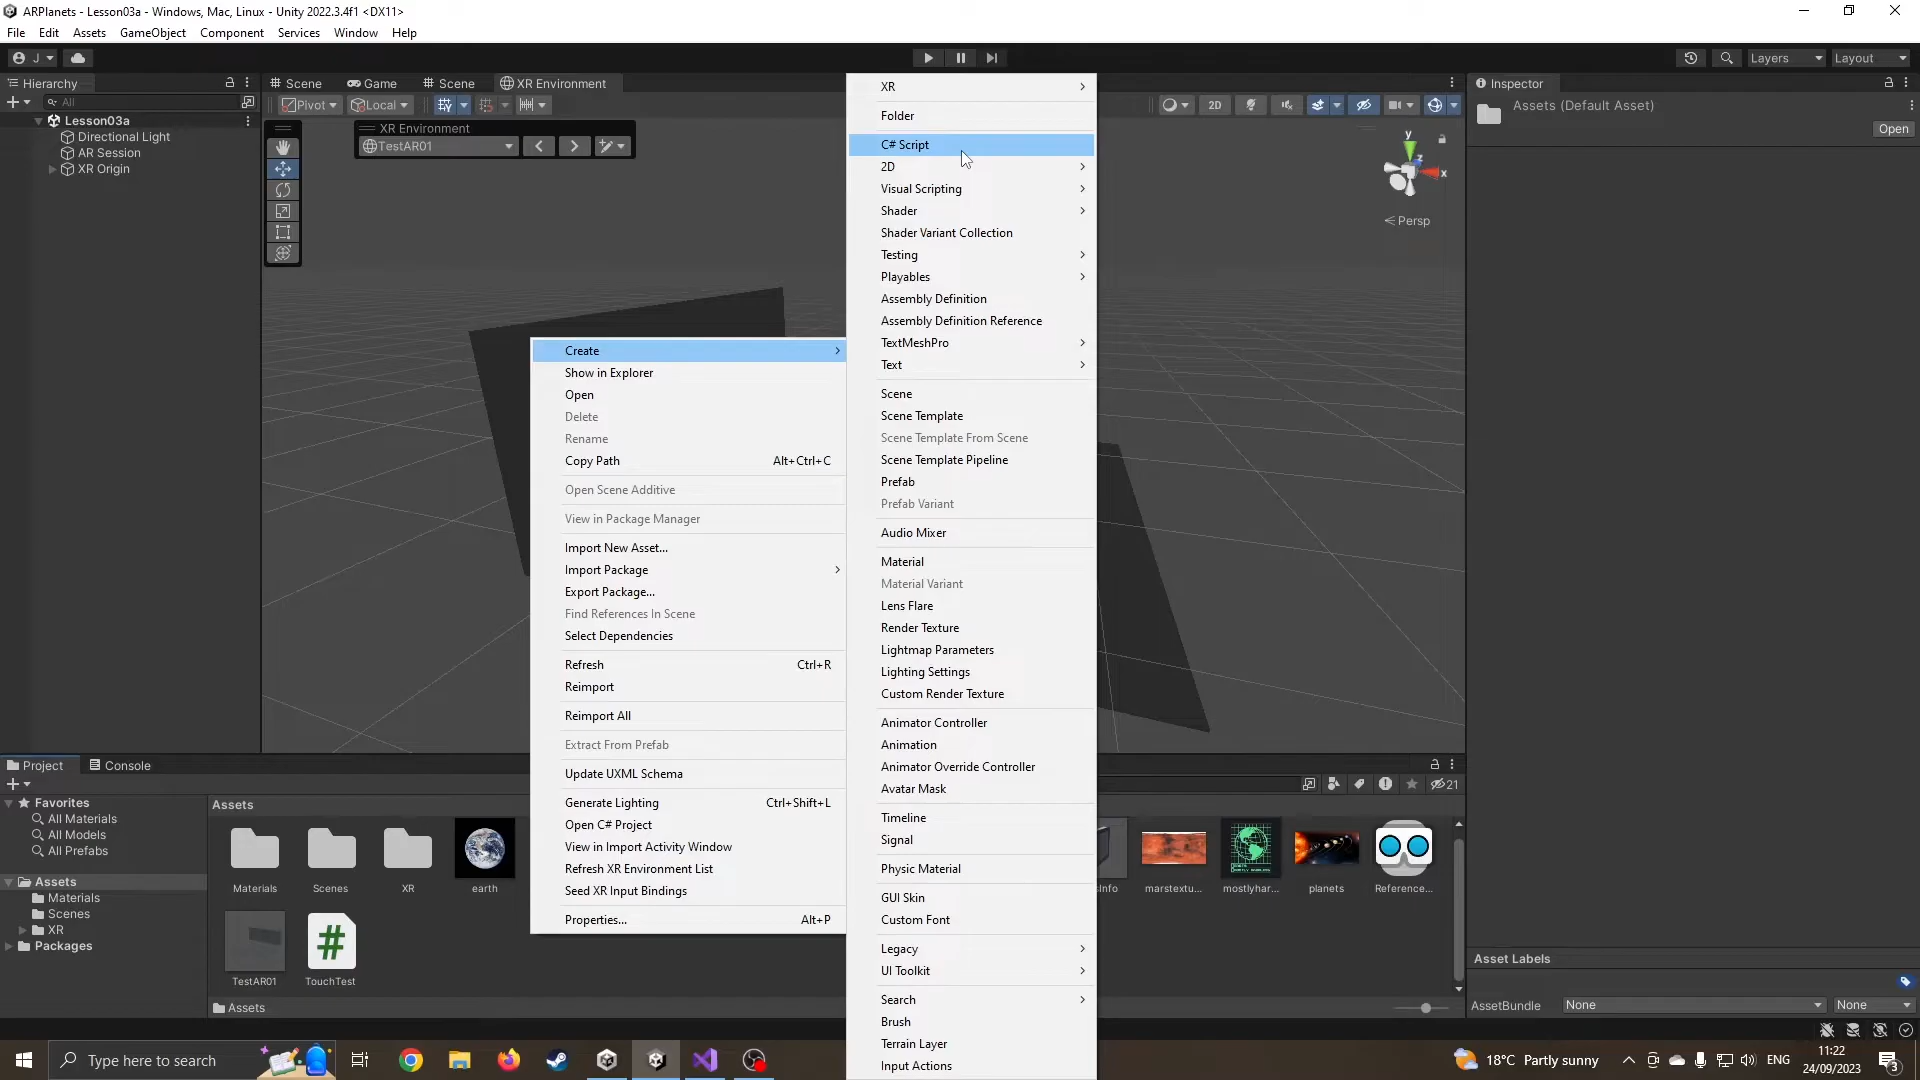 ARPlanets - Lesson03a - Windows, Mac, Linux - Unity 2022.3.4f1 <DX11>
File Edit Assets GameObject Component Services Window Help
J
Layers
Layout
Hierarchy
All
Lesson03a
Directional Light
AR Session
XR Origin
Scene
Game
Scene
XR Environment
Pivot
Local
2D
XR Environment
TestAR01
y
z
x
Persp
Inspector
Assets (Default Asset)
Open
Create
Show in Explorer
Open
Delete
Rename
Copy Path Alt+Ctrl+C
Open Scene Additive
View in Package Manager
Import New Asset...
Import Package
Export Package...
Find References In Scene
Select Dependencies
Refresh Ctrl+R
Reimport
Reimport All
Extract From Prefab
Update UXML Schema
Generate Lighting Ctrl+Shift+L
Open C# Project
View in Import Activity Window
Refresh XR Environment List
Seed XR Input Bindings
Properties... Alt+P
XR
Folder
C# Script
2D
Visual Scripting
Shader
Shader Variant Collection
Testing
Playables
Assembly Definition
Assembly Definition Reference
TextMeshPro
Text
Scene
Scene Template
Scene Template From Scene
Scene Template Pipeline
Prefab
Prefab Variant
Audio Mixer
Material
Material Variant
Lens Flare
Render Texture
Lightmap Parameters
Lighting Settings
Custom Render Texture
Animator Controller
Animation
Animator Override Controller
Avatar Mask
Timeline
Signal
Physic Material
GUI Skin
Custom Font
Legacy
UI Toolkit
Search
Brush
Terrain Layer
Input Actions
Project
Console
21
Favorites
All Materials
All Models
All Prefabs
Assets
Materials
Scenes
XR
Packages
Assets
Materials
Scenes
XR
earth
marstextu...
mostlyhar...
planets
Reference...
TestAR01
TouchTest
Assets
Asset Labels
AssetBundle None None
Type here to search
18°C Partly sunny
ENG
11:22
24/09/2023
3